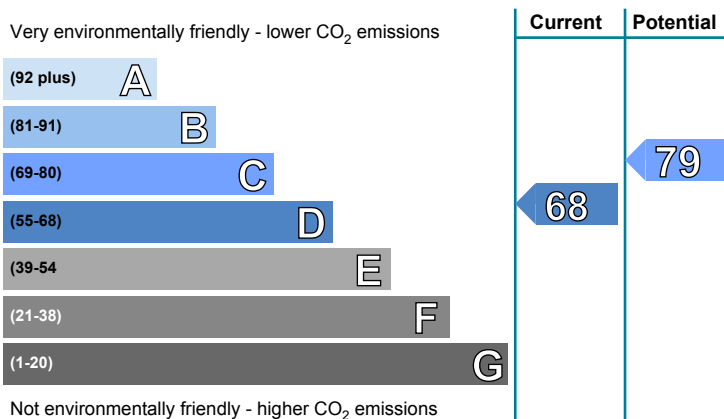 Current Potential
Very environmentally friendly - lower CO2 emissions
(92 plus) A
(81-91) B
(69-80) C
79
(55-68) D
68
(39-54 E
(21-38) F
(1-20) G
Not environmentally friendly - higher CO2 emissions